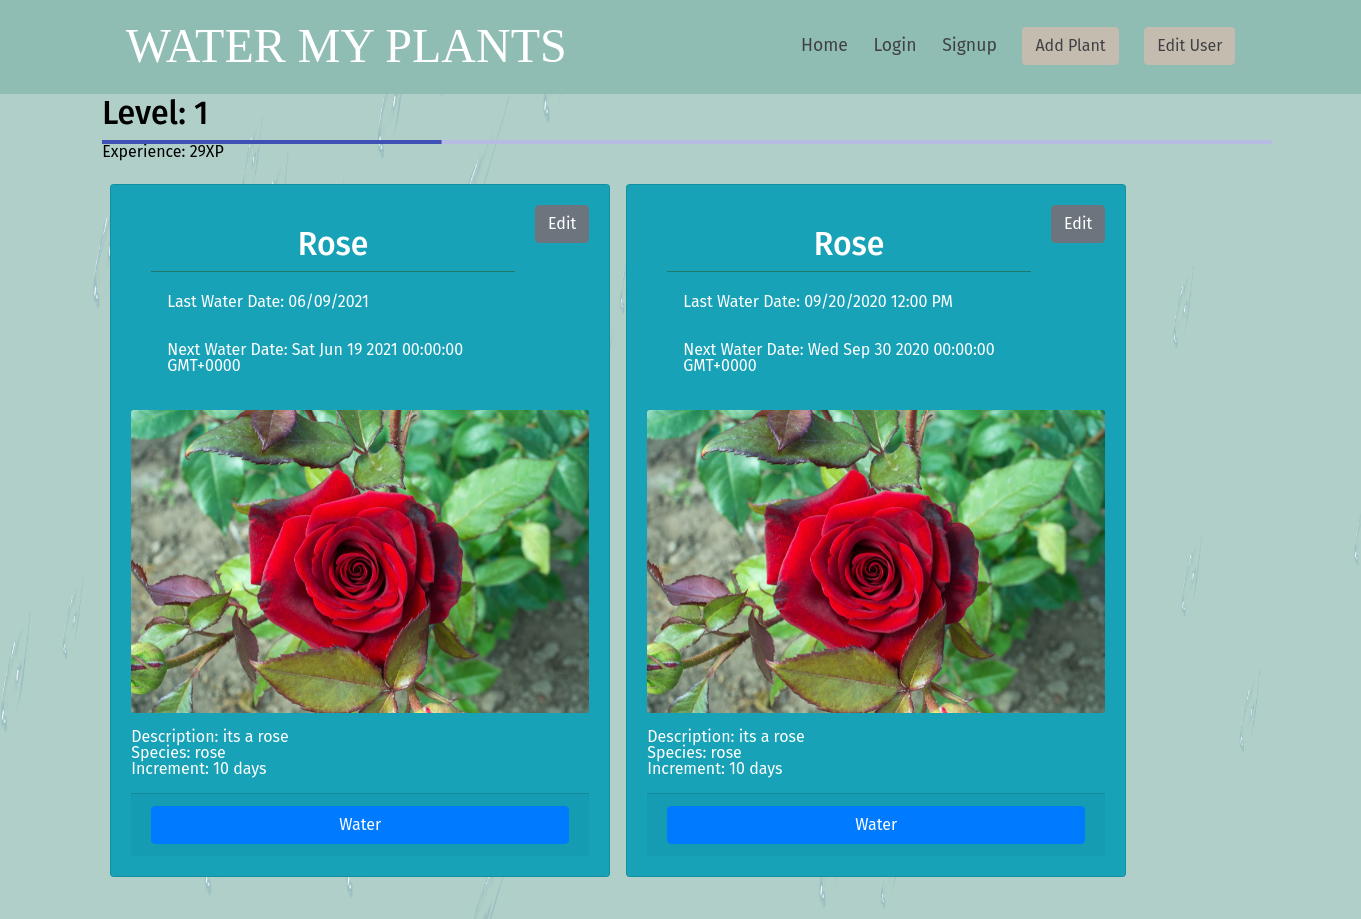 WATER MY PLANTS
Home Login Signup Add Plant Edit User
Level: 1
Experience: 29XP
Edit
Rose
Last Water Date: 06/09/2021
Next Water Date: Sat Jun 19 2021 00:00:00
GMT+0000
Description: its a rose
Species: rose
Increment: 10 days
Water
Edit
Rose
Last Water Date: 09/20/2020 12:00 PM
Next Water Date: Wed Sep 30 2020 00:00:00
GMT+0000
Description: its a rose
Species: rose
Increment: 10 days
Water